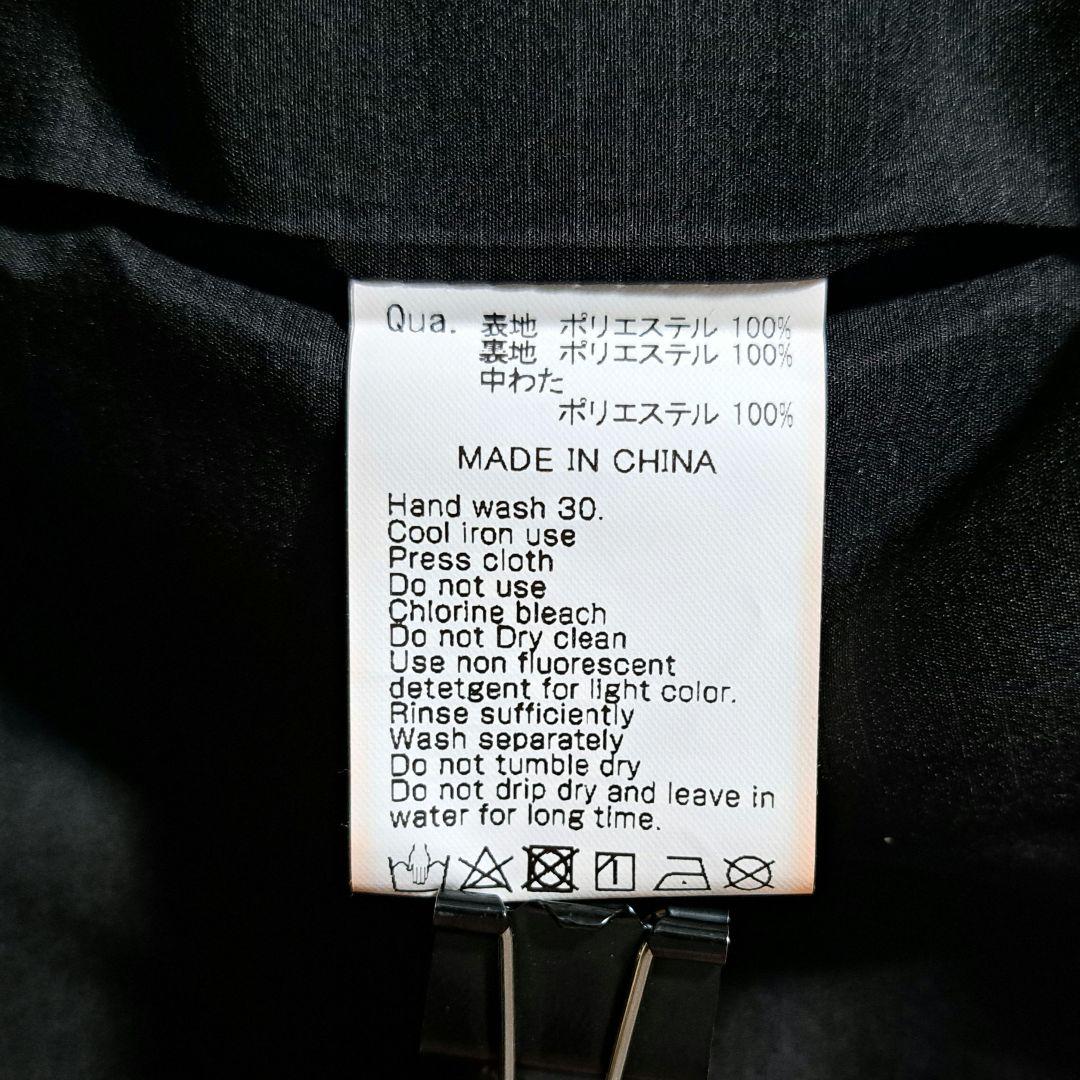 Qua. 表地 ポリエステル 100%
裏地 ポリエステル 100%
中わた
ポリエステル 100%
MADE IN CHINA
Hand wash 30.
Cool iron use
Press cloth
Do not use
Chlorine bleach
Do not Dry clean
Use non fluorescent
detetgent for light color.
Rinse sufficiently
Wash separately
Do not tumble dry
Do not drip dry and leave in
water for long time.